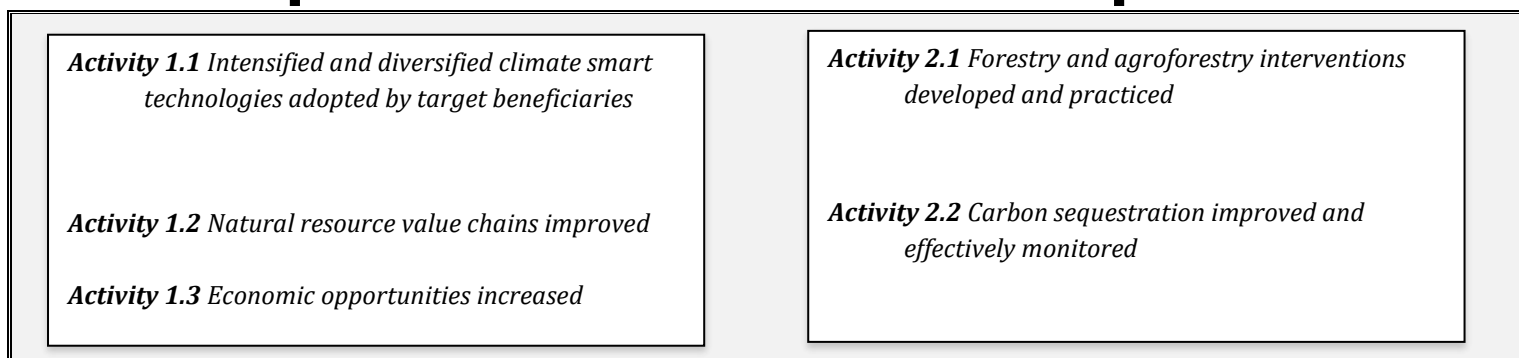 Activity 1.1 Intensified and diversified climate smart
technologies adopted by target beneficiaries
Activity 1.2 Natural resource value chains improved
Activity 1.3 Economic opportunities increased
Activity 2.1 Forestry and agroforestry interventions
developed and practiced
Activity 2.2 Carbon sequestration improved and
effectively monitored